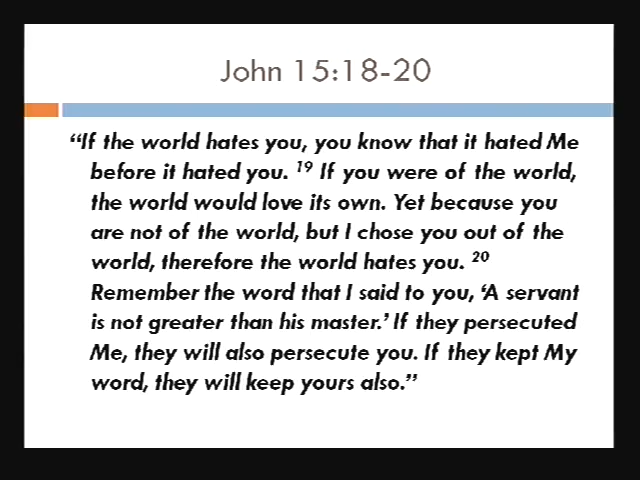 John 15:18-20
“If the world hates you, you know that it hated Me
before it hated you. 19 If you were of the world,
the world would love its own. Yet because you
are not of the world, but I chose you out of the
world, therefore the world hates you. 20
Remember the word that I said to you, ‘A servant
is not greater than his master.’ If they persecuted
Me, they will also persecute you. If they kept My
word, they will keep yours also.”